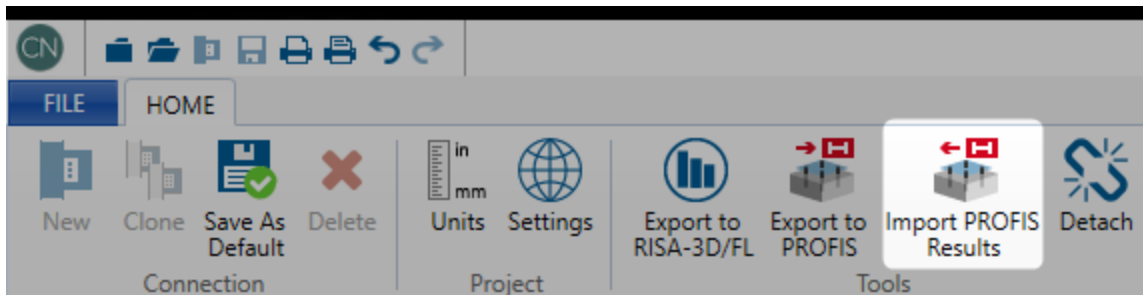 CN
FILE HOME
in
mm
New Clone Save As Default Delete Units Settings Export to RISA-3D/FL Export to PROFIS Import PROFIS Results Detach
Connection Project Tools